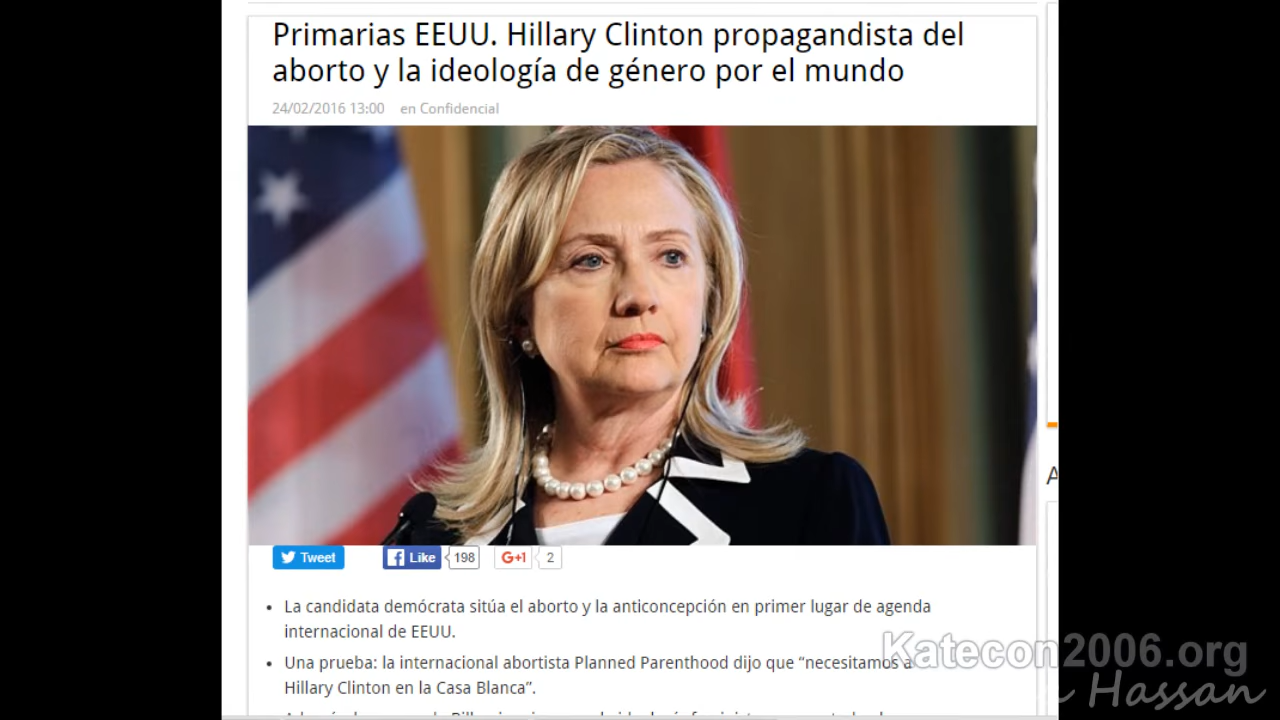 Primarias EEUU. Hillary Clinton propagandista del
aborto y la ideología de género por el mundo
24/02/2016 13:00 en Confidencial
Tweet
Like 198
G+1 2
La candidata demócrata sitúa el aborto y la anticoncepción en primer lugar de agenda
internacional de EEUU.
Una prueba: la internacional abortista Planned Parenthood dijo que “necesitamos a
Hillary Clinton en la Casa Blanca”.
Katecon2006.org
Hassan